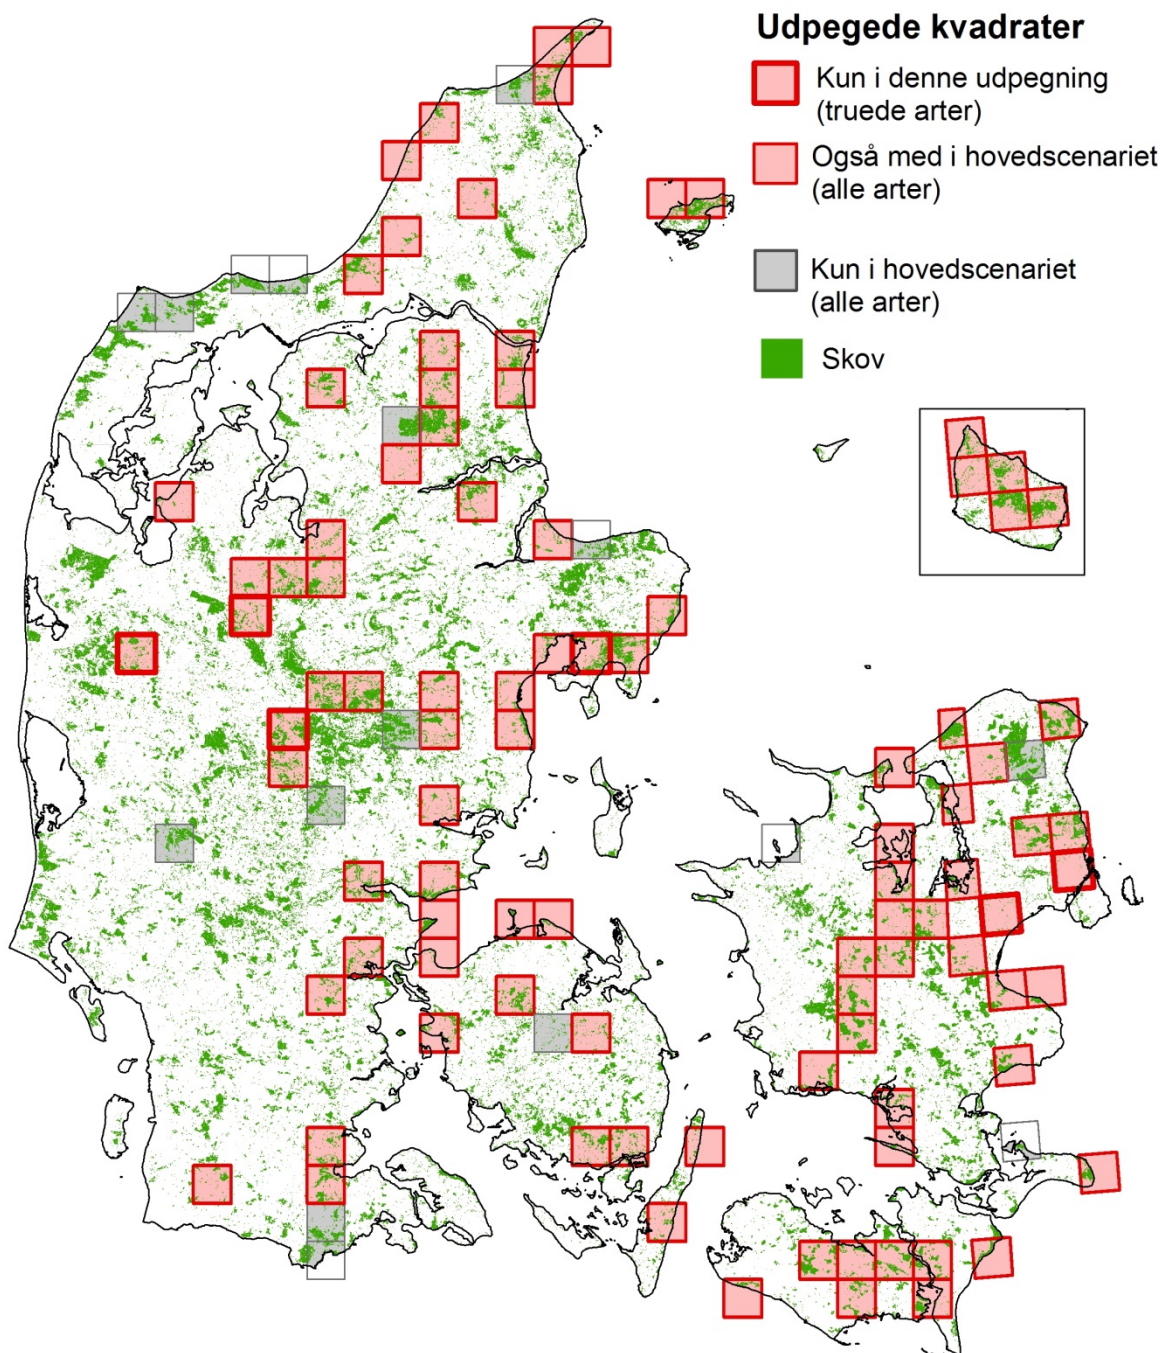 Udpegede kvadrater
Kun i denne udpegning
(truede arter)
Også med i hovedscenariet
(alle arter)
Kun i hovedscenariet
(alle arter)
Skov